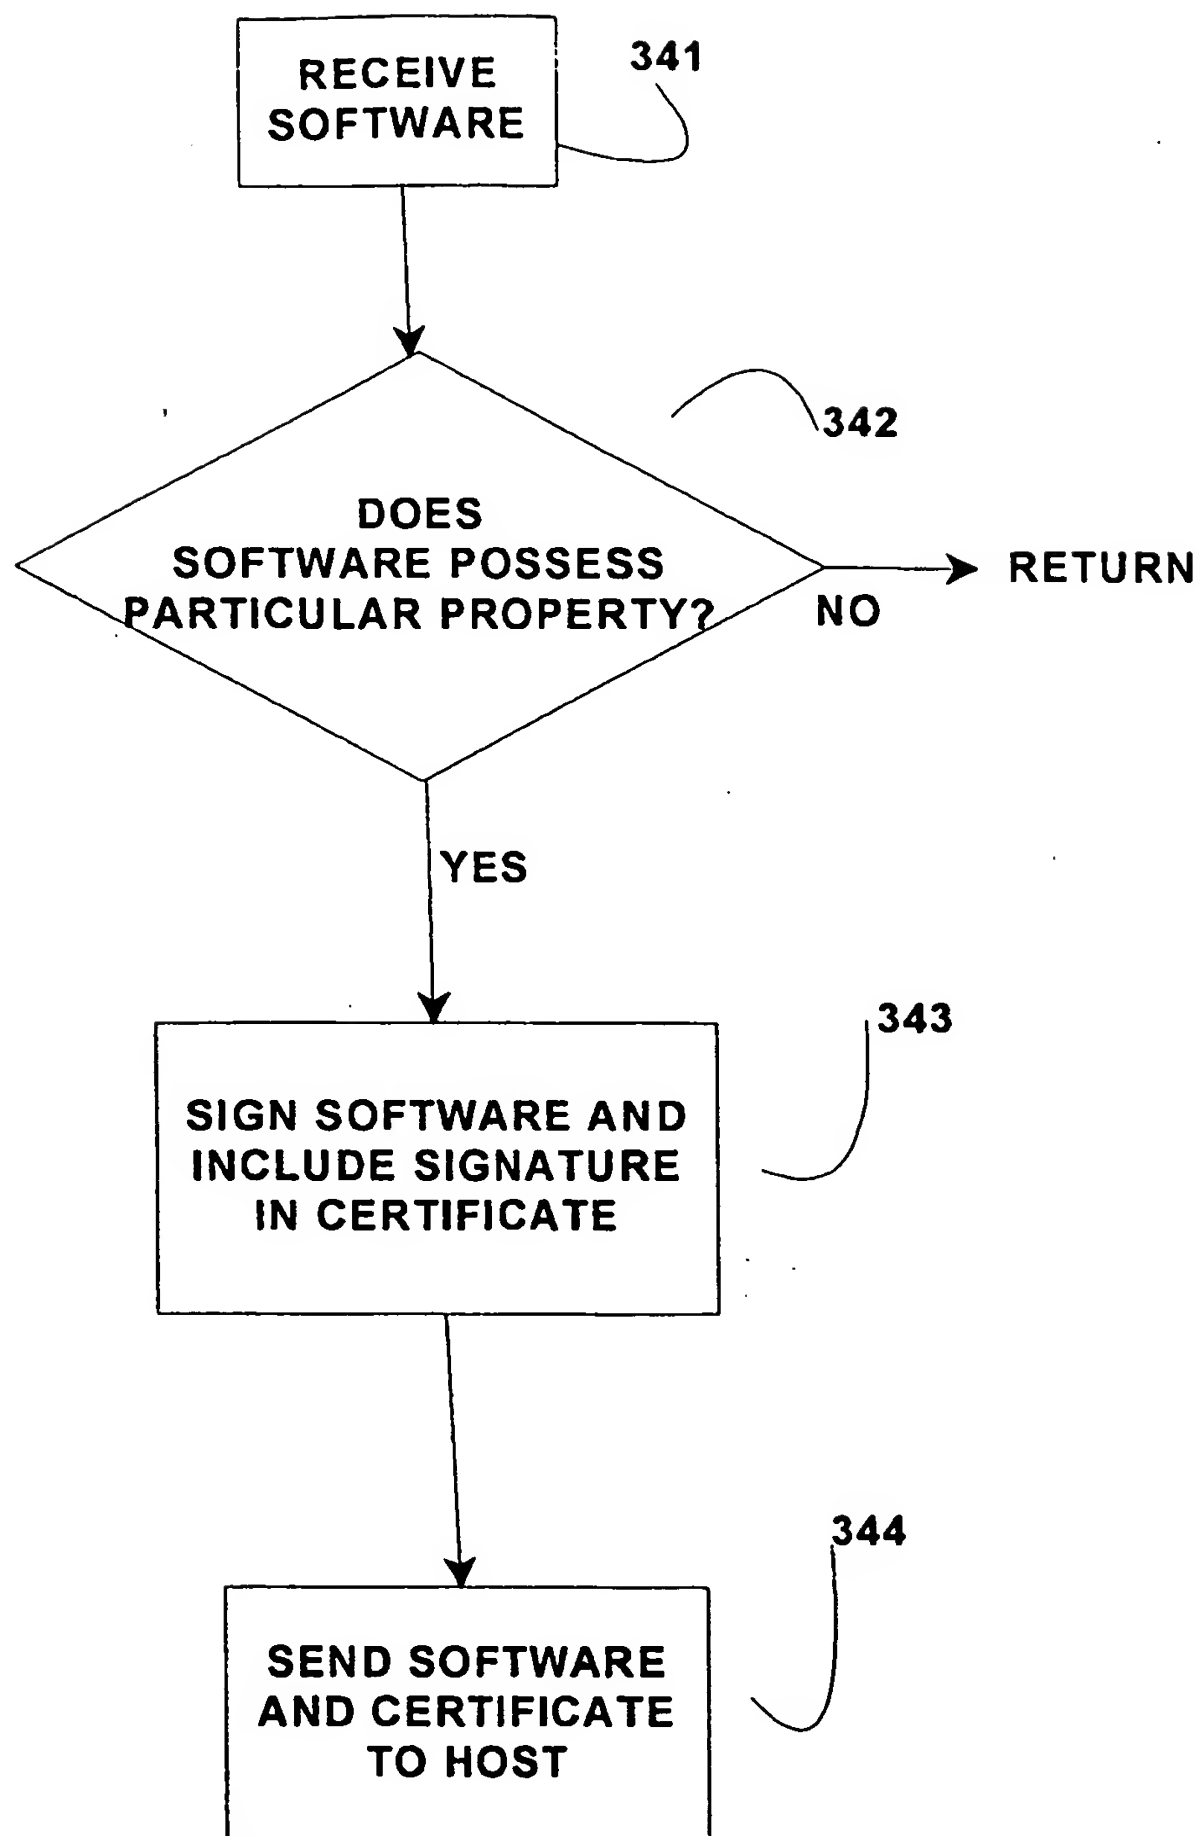 RECEIVE
SOFTWARE
341
342
DOES
SOFTWARE POSSESS
PARTICULAR PROPERTY?
RETURN
NO
YES
343
SIGN SOFTWARE AND
INCLUDE SIGNATURE
IN CERTIFICATE
344
SEND SOFTWARE
AND CERTIFICATE
TO HOST